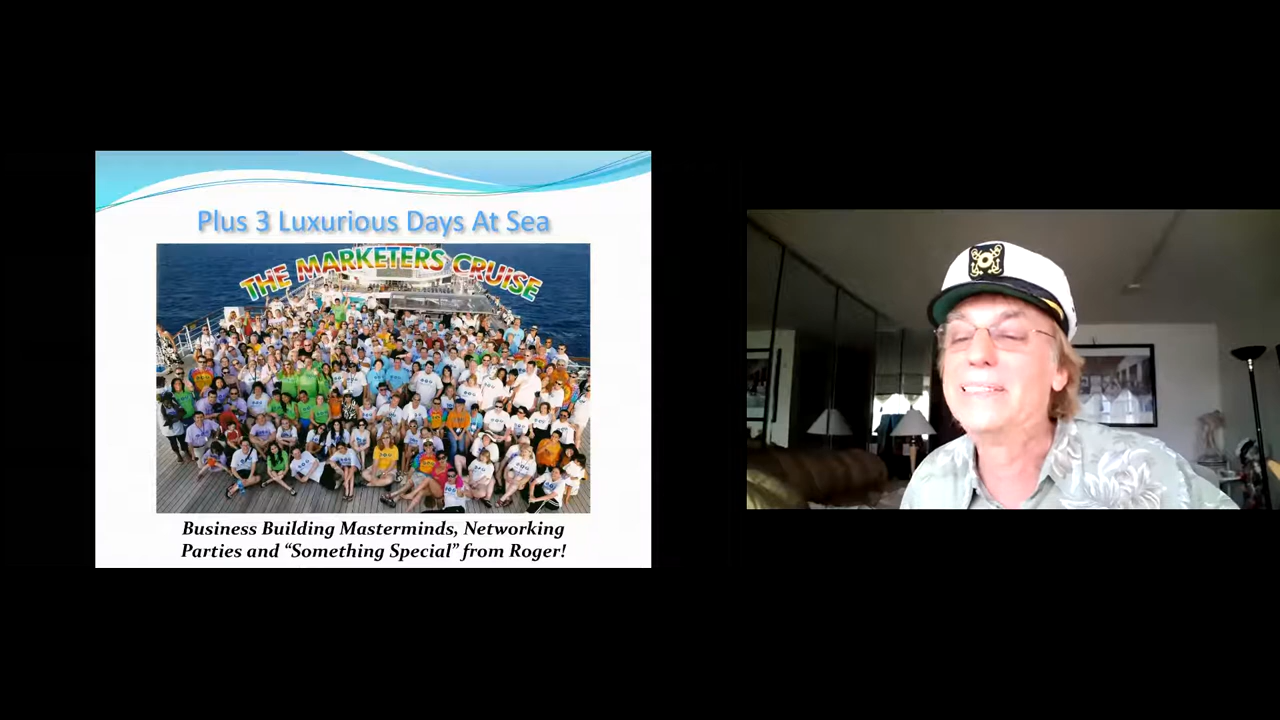 Plus 3 Luxurious Days At Sea
THE MARKETERS CRUISE
Business Building Masterminds, Networking
Parties and “Something Special” from Roger!